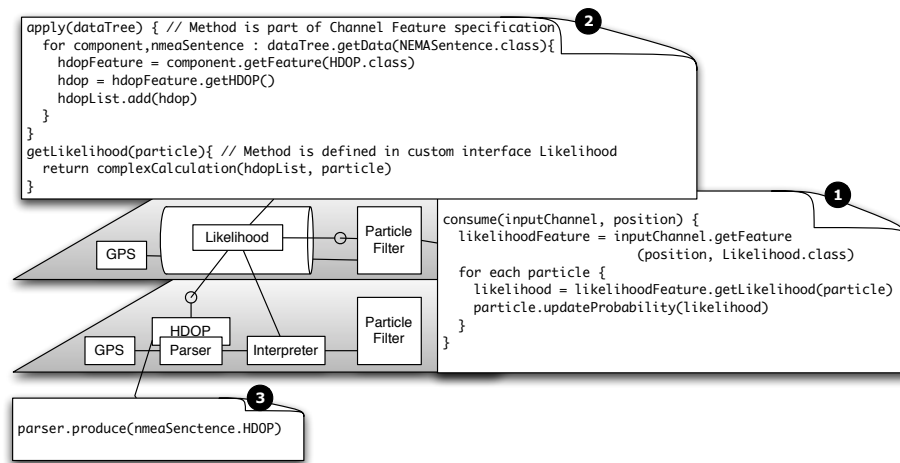 2
apply(dataTree) { // Method is part of Channel Feature specification
for component,nmeaSentence : dataTree.getData(NEMASentence.class){
hdopFeature = component.getFeature(HDOP.class)
hdop = hdopFeature.getHDOP()
hdopList.add(hdop)
}
}
getLikelihood(particle){ // Method is defined in custom interface Likelihood
return complexCalculation(hdopList, particle)
}
1
consume(inputChannel, position) {
likelihoodFeature = inputChannel.getFeature
(position, Likelihood.class)
for each particle {
likelihood = likelihoodFeature.getLikelihood(particle)
particle.updateProbability(likelihood)
}
}
GPS
Likelihood
Particle
Filter
HDOP
GPS
Parser
Interpreter
Particle
Filter
3
parser.produce(nmeaSenctence.HDOP)